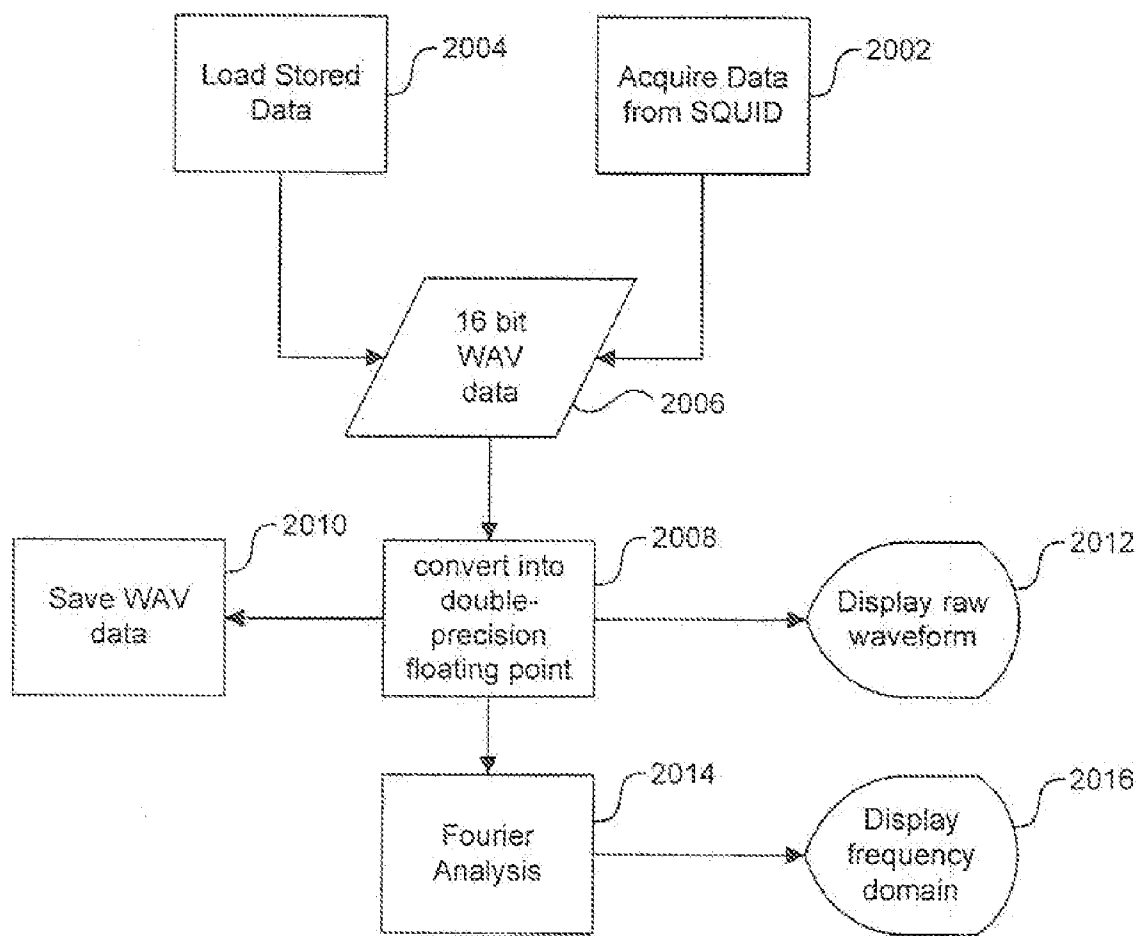 2004
Load Stored
Data
2002
Acquire Data
from SQUID
16 bit
WAV
data
2006
2010
Save WAV
data
2008
convert into
double-
precision
floating point
2012
Display raw
waveform
2014
Fourier
Analysis
2016
Display
frequency
domain